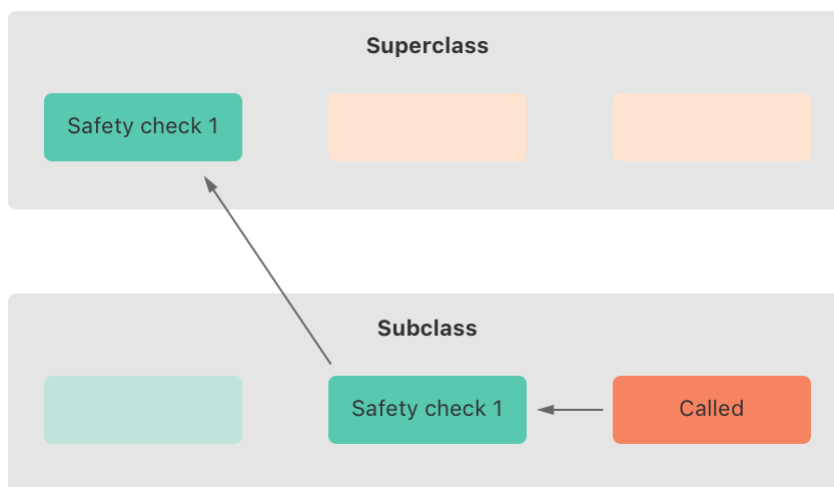 Superclass
Safety check 1
Subclass
Safety check 1
Called